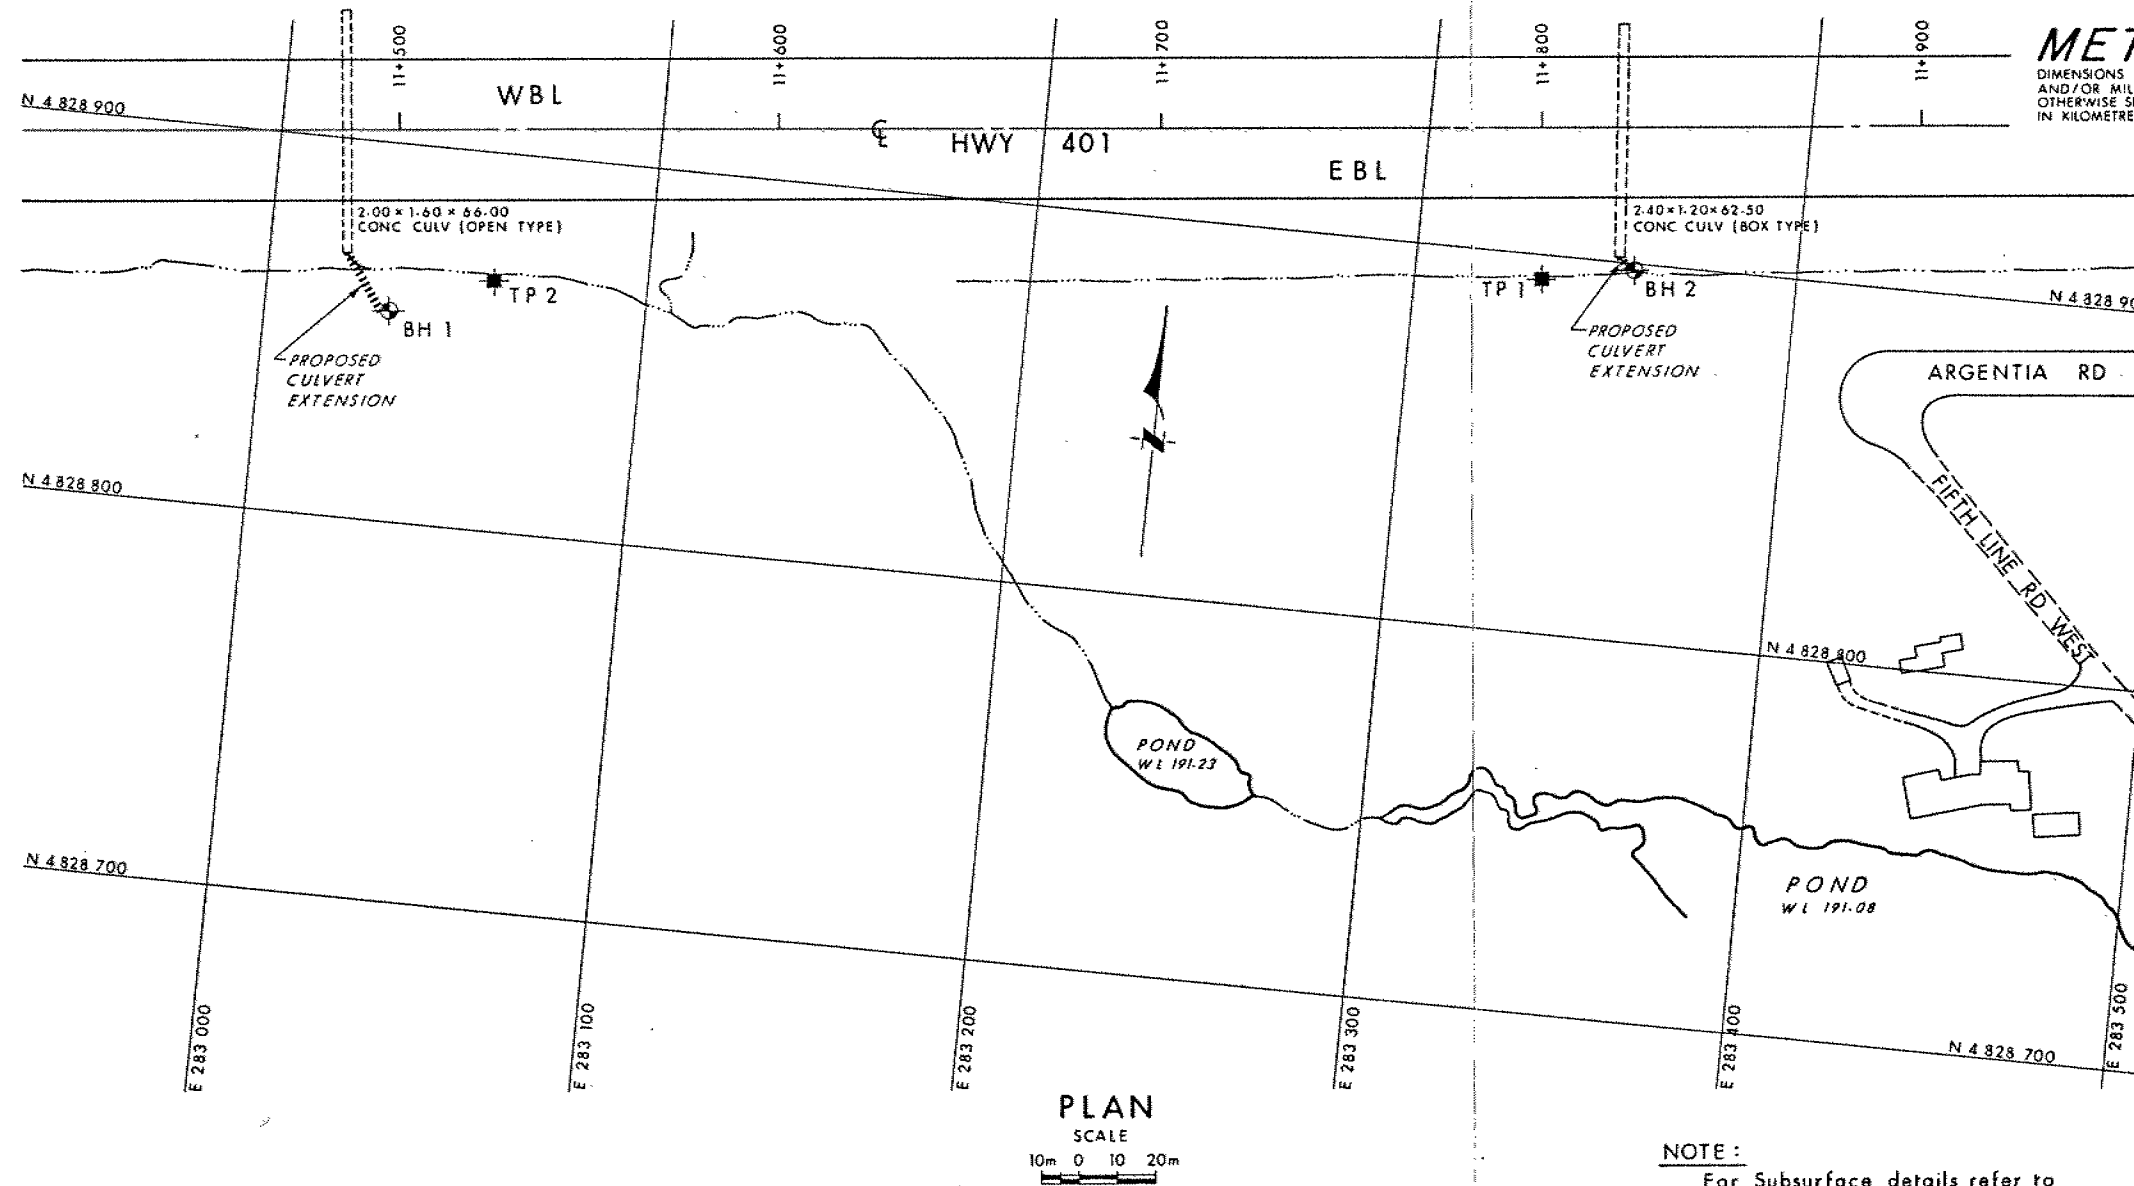 11+500
11+600
11+700
11+800
11+900
MET
DIMENSIONS
AND/OR MIL
OTHERWISE S
IN KILOMETRE
N 4 828 900
WBL
℄ HWY 401
EBL
2.00 × 1.60 × 66.00
CONC CULV (OPEN TYPE)
2.40×1.20×62.50
CONC CULV (BOX TYPE)
TP 2
BH 1
TP 1
BH 2
N 4 828 90
PROPOSED
CULVERT
EXTENSION
PROPOSED
CULVERT
EXTENSION
ARGENTIA RD
N
N 4 828 800
FIFTH LINE RD WEST
N 4 828 800
POND
WL 191.23
N 4 828 700
POND
WL 191.08
E 283 000
E 283 100
E 283 200
E 283 300
E 283 400
E 283 500
N 4 828 700
PLAN
SCALE
10m 0 10 20m
NOTE:
For Subsurface details refer to